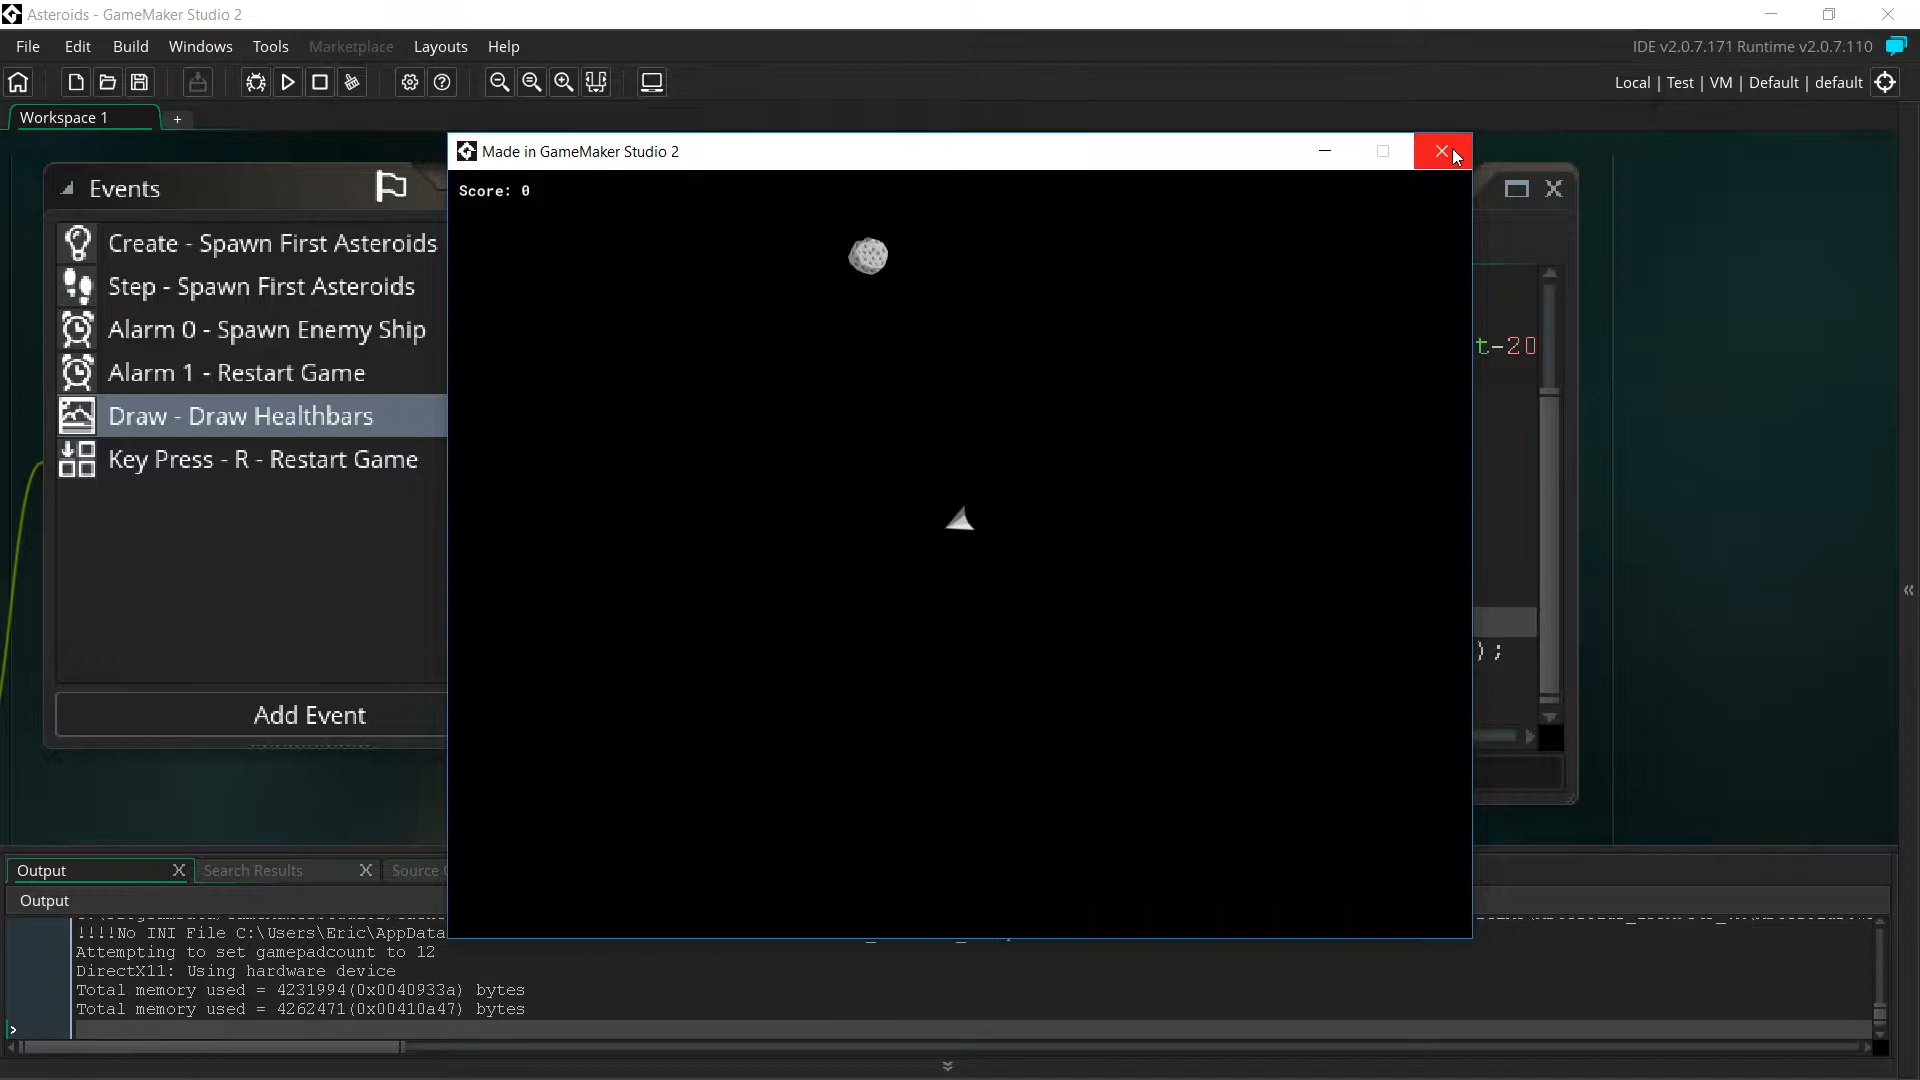 Asteroids - GameMaker Studio 2
File Edit Build Windows Tools Marketplace Layouts Help
IDE v2.0.7.171 Runtime v2.0.7.110
Local | Test | VM | Default | default
Workspace 1 +
Made in GameMaker Studio 2
Score: 0
Events
Create - Spawn First Asteroids
Step - Spawn First Asteroids
Alarm 0 - Spawn Enemy Ship
Alarm 1 - Restart Game
Draw - Draw Healthbars
Key Press - R - Restart Game
Add Event
t-20
);
Output
Search Results
Source
Output
!!!!No INI File C:\Users\Eric\AppData
Attempting to set gamepadcount to 12
DirectX11: Using hardware device
Total memory used = 4231994(0x0040933a) bytes
Total memory used = 4262471(0x00410a47) bytes
>